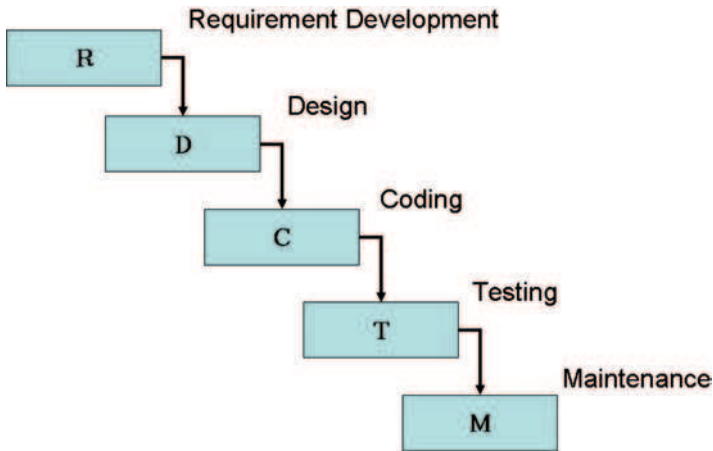 Requirement Development
R
Design
D
Coding
C
Testing
T
Maintenance
M